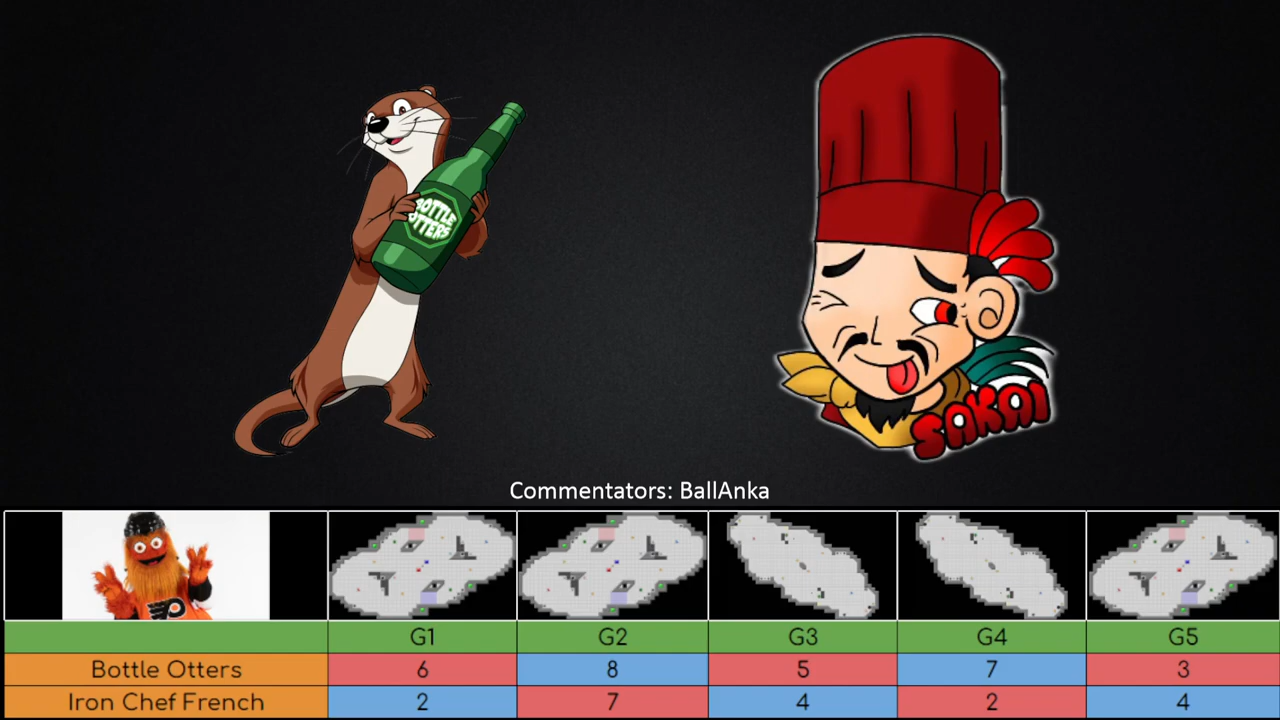 BOTTLE
OTTERS
SAKAI
Commentators: BallAnka
G1 G2 G3 G4 G5
Bottle Otters 6 8 5 7 3
Iron Chef French 2 7 4 2 4